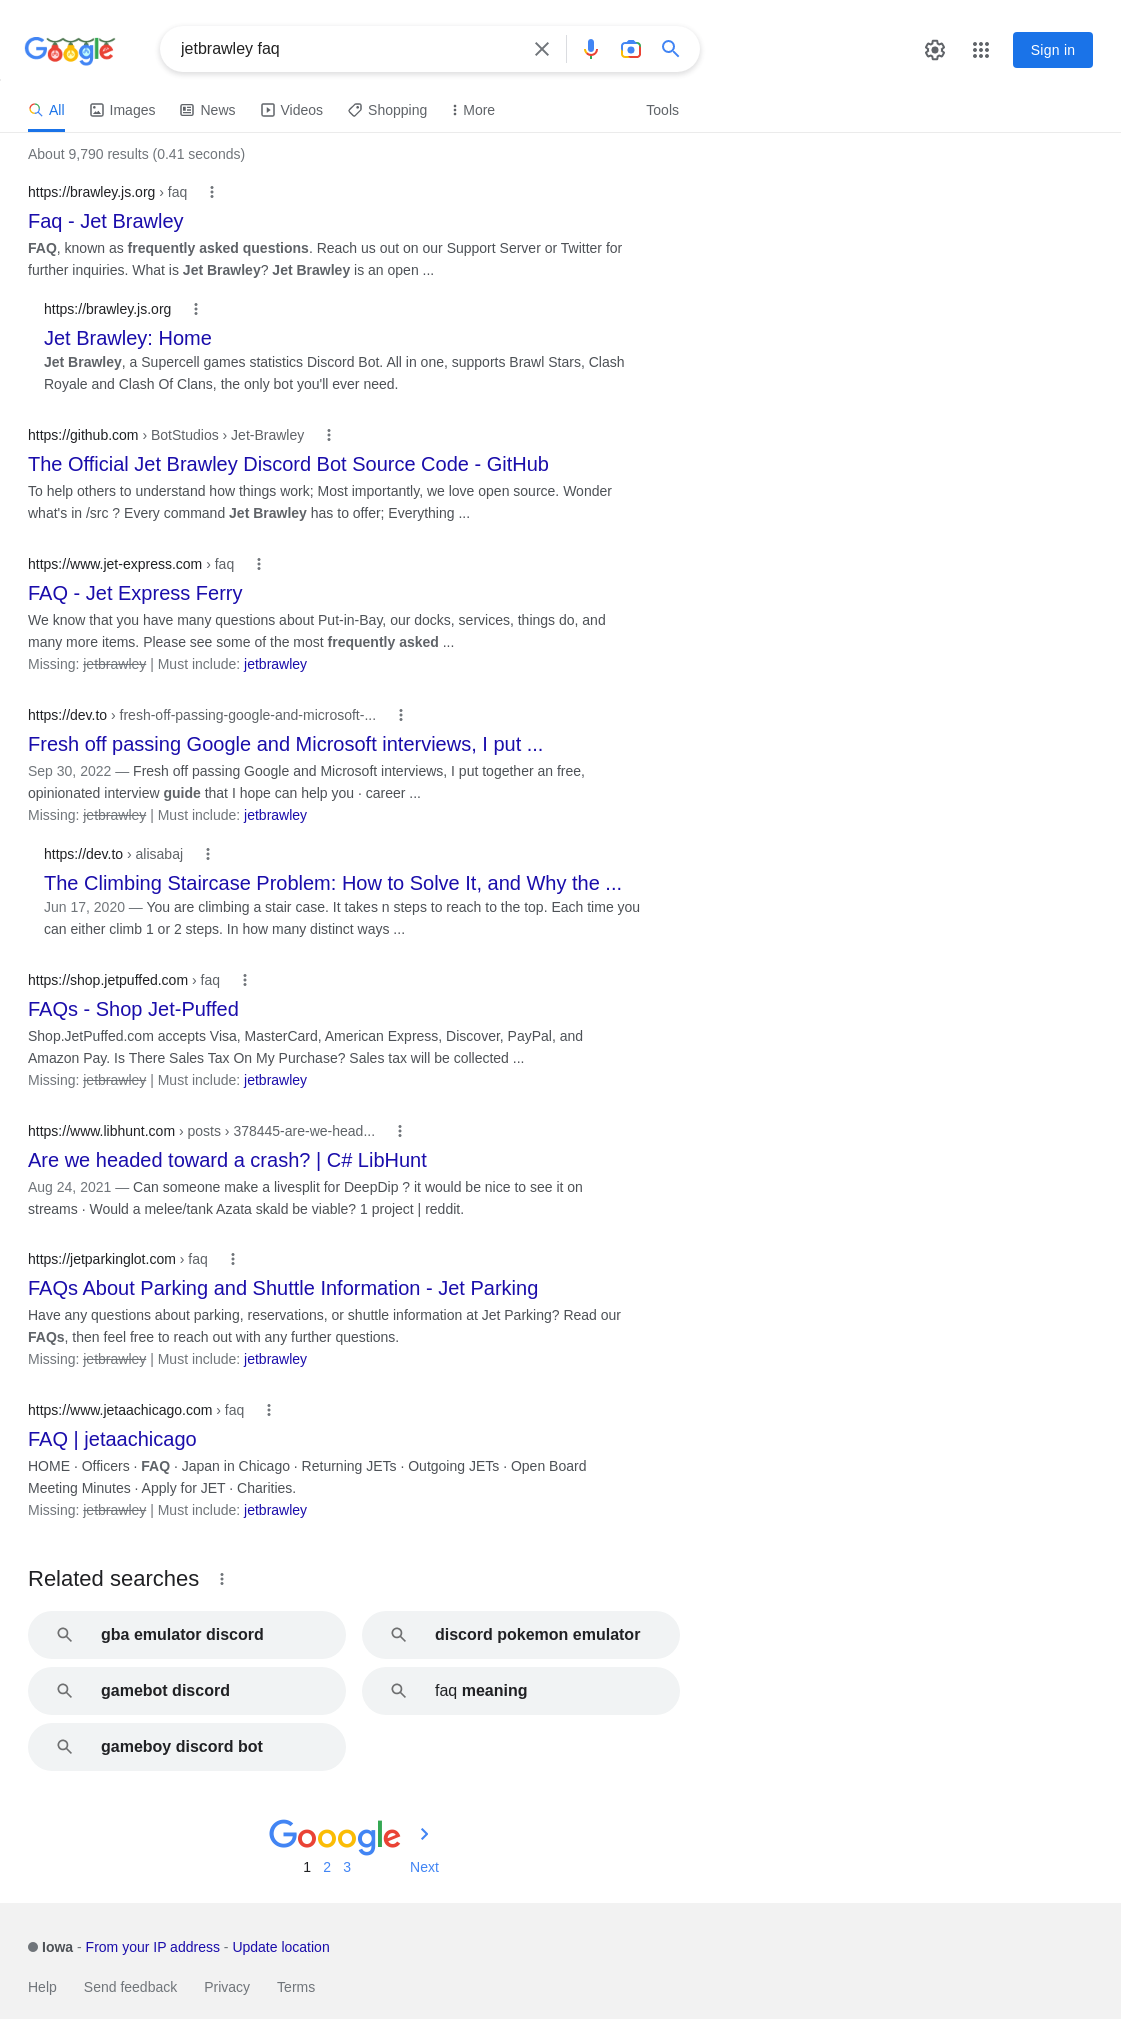 Google
jetbrawley faq
Sign in
All
Images
News
Videos
Shopping
More
Tools
About 9,790 results (0.41 seconds)
https://brawley.js.org › faq
Faq - Jet Brawley
FAQ, known as frequently asked questions. Reach us out on our Support Server or Twitter for
further inquiries. What is Jet Brawley? Jet Brawley is an open ...
https://brawley.js.org
Jet Brawley: Home
Jet Brawley, a Supercell games statistics Discord Bot. All in one, supports Brawl Stars, Clash
Royale and Clash Of Clans, the only bot you'll ever need.
https://github.com › BotStudios › Jet-Brawley
The Official Jet Brawley Discord Bot Source Code - GitHub
To help others to understand how things work; Most importantly, we love open source. Wonder
what's in /src ? Every command Jet Brawley has to offer; Everything ...
https://www.jet-express.com › faq
FAQ - Jet Express Ferry
We know that you have many questions about Put-in-Bay, our docks, services, things do, and
many more items. Please see some of the most frequently asked ...
Missing: jetbrawley | Must include: jetbrawley
https://dev.to › fresh-off-passing-google-and-microsoft-...
Fresh off passing Google and Microsoft interviews, I put ...
Sep 30, 2022 — Fresh off passing Google and Microsoft interviews, I put together an free,
opinionated interview guide that I hope can help you · career ...
Missing: jetbrawley | Must include: jetbrawley
https://dev.to › alisabaj
The Climbing Staircase Problem: How to Solve It, and Why the ...
Jun 17, 2020 — You are climbing a stair case. It takes n steps to reach to the top. Each time you
can either climb 1 or 2 steps. In how many distinct ways ...
https://shop.jetpuffed.com › faq
FAQs - Shop Jet-Puffed
Shop.JetPuffed.com accepts Visa, MasterCard, American Express, Discover, PayPal, and
Amazon Pay. Is There Sales Tax On My Purchase? Sales tax will be collected ...
Missing: jetbrawley | Must include: jetbrawley
https://www.libhunt.com › posts › 378445-are-we-head...
Are we headed toward a crash? | C# LibHunt
Aug 24, 2021 — Can someone make a livesplit for DeepDip ? it would be nice to see it on
streams · Would a melee/tank Azata skald be viable? 1 project | reddit.
https://jetparkinglot.com › faq
FAQs About Parking and Shuttle Information - Jet Parking
Have any questions about parking, reservations, or shuttle information at Jet Parking? Read our
FAQs, then feel free to reach out with any further questions.
Missing: jetbrawley | Must include: jetbrawley
https://www.jetaachicago.com › faq
FAQ | jetaachicago
HOME · Officers · FAQ · Japan in Chicago · Returning JETs · Outgoing JETs · Open Board
Meeting Minutes · Apply for JET · Charities.
Missing: jetbrawley | Must include: jetbrawley
Related searches
gba emulator discord
discord pokemon emulator
gamebot discord
faq meaning
gameboy discord bot
Gooogle
1 2 3 Next
Iowa - From your IP address - Update location
Help Send feedback Privacy Terms